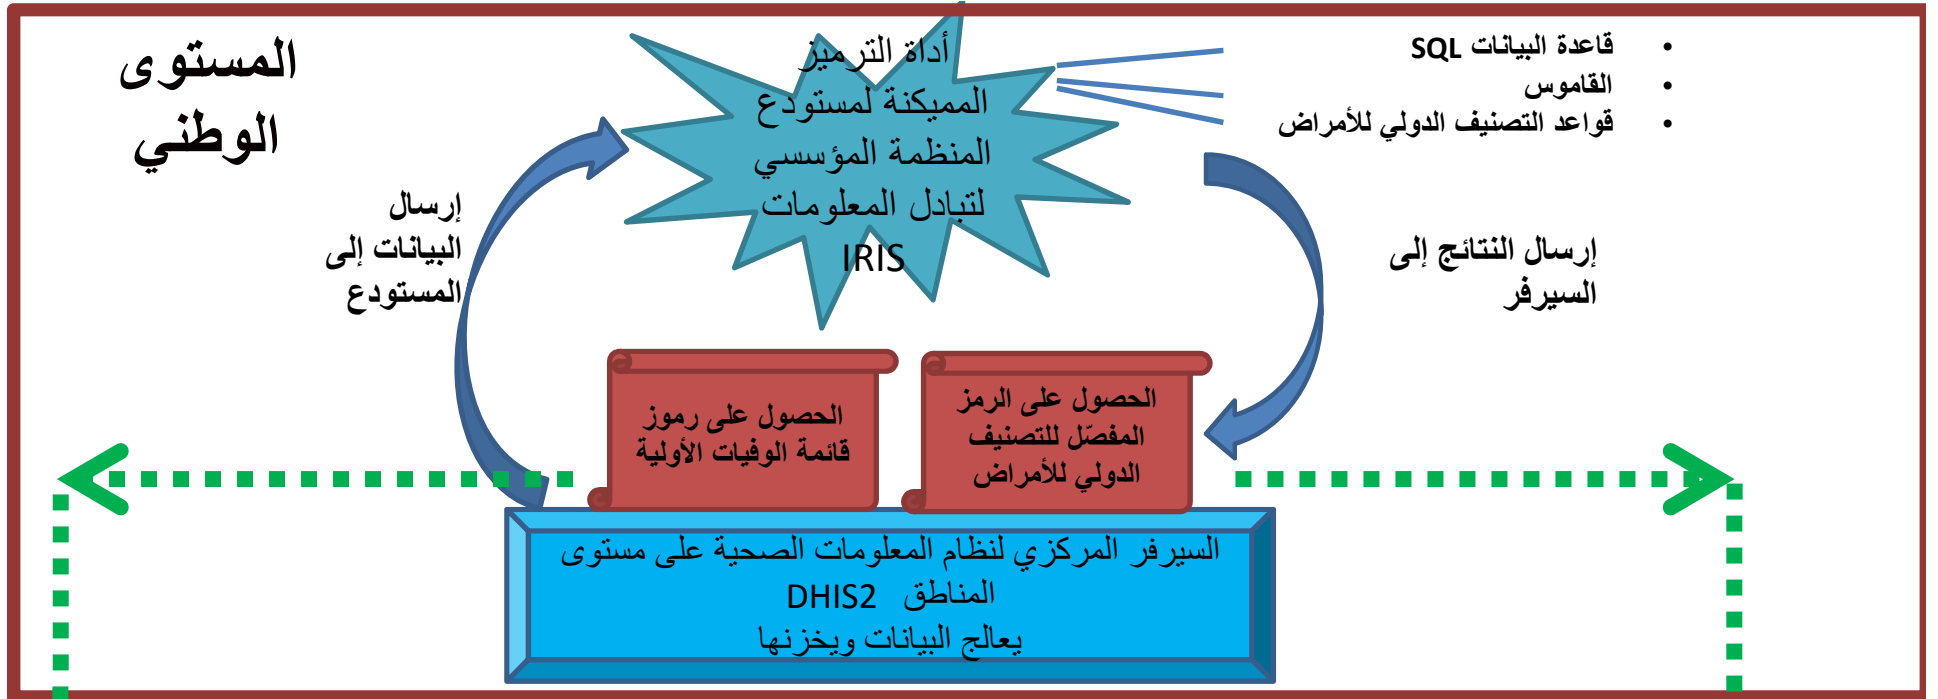 المستوى
الوطني
أداة الترميز
المميكنة لمستودع
المنظمة المؤسسي
لتبادل المعلومات
IRIS
• قاعدة البيانات SQL
• القاموس
• قواعد التصنيف الدولي للأمراض
إرسال
البيانات إلى
المستودع
إرسال النتائج إلى
السيرفر
الحصول على الرمز
المفصّل للتصنيف
الدولي للأمراض
الحصول على رموز
قائمة الوفيات الأولية
السيرفر المركزي لنظام المعلومات الصحية على مستوى
المناطق DHIS2
يعالج البيانات ويخزنها